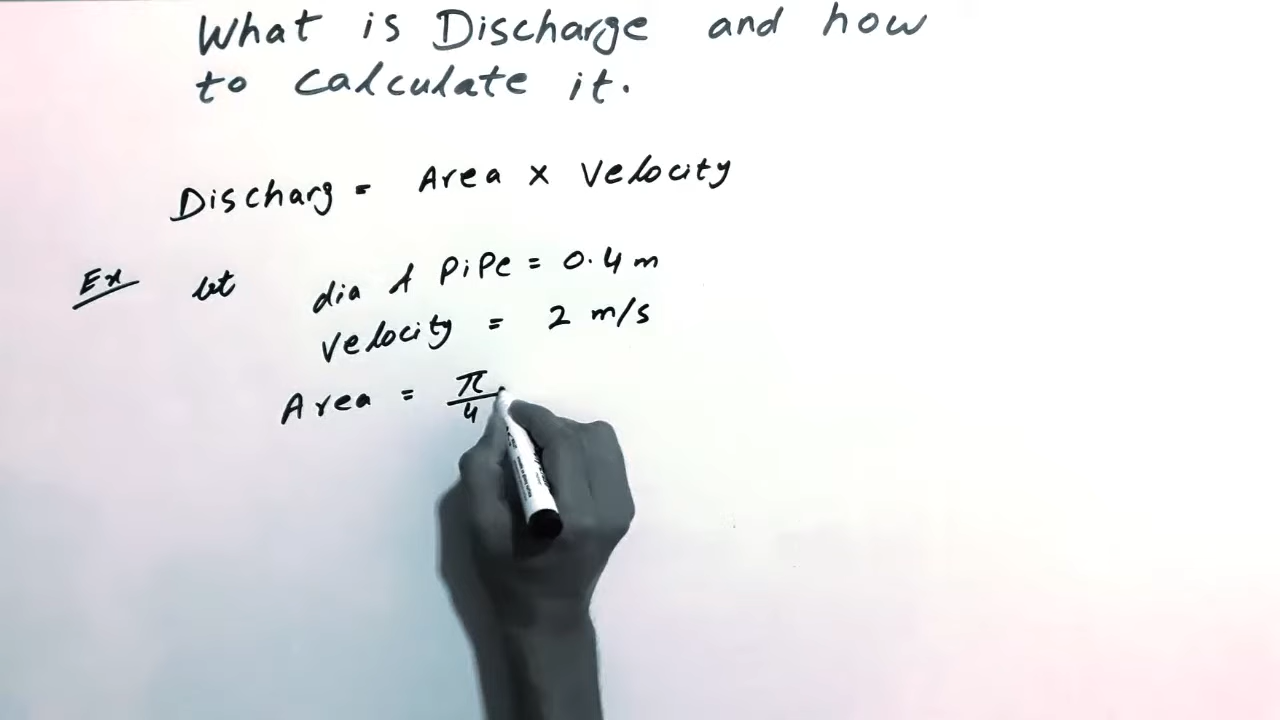 What is Discharge and how
to calculate it.
Discharg = Area x Velocity
Ex let dia of PiPe = 0.4 m
Velocity = 2 m/s
Area = π/4